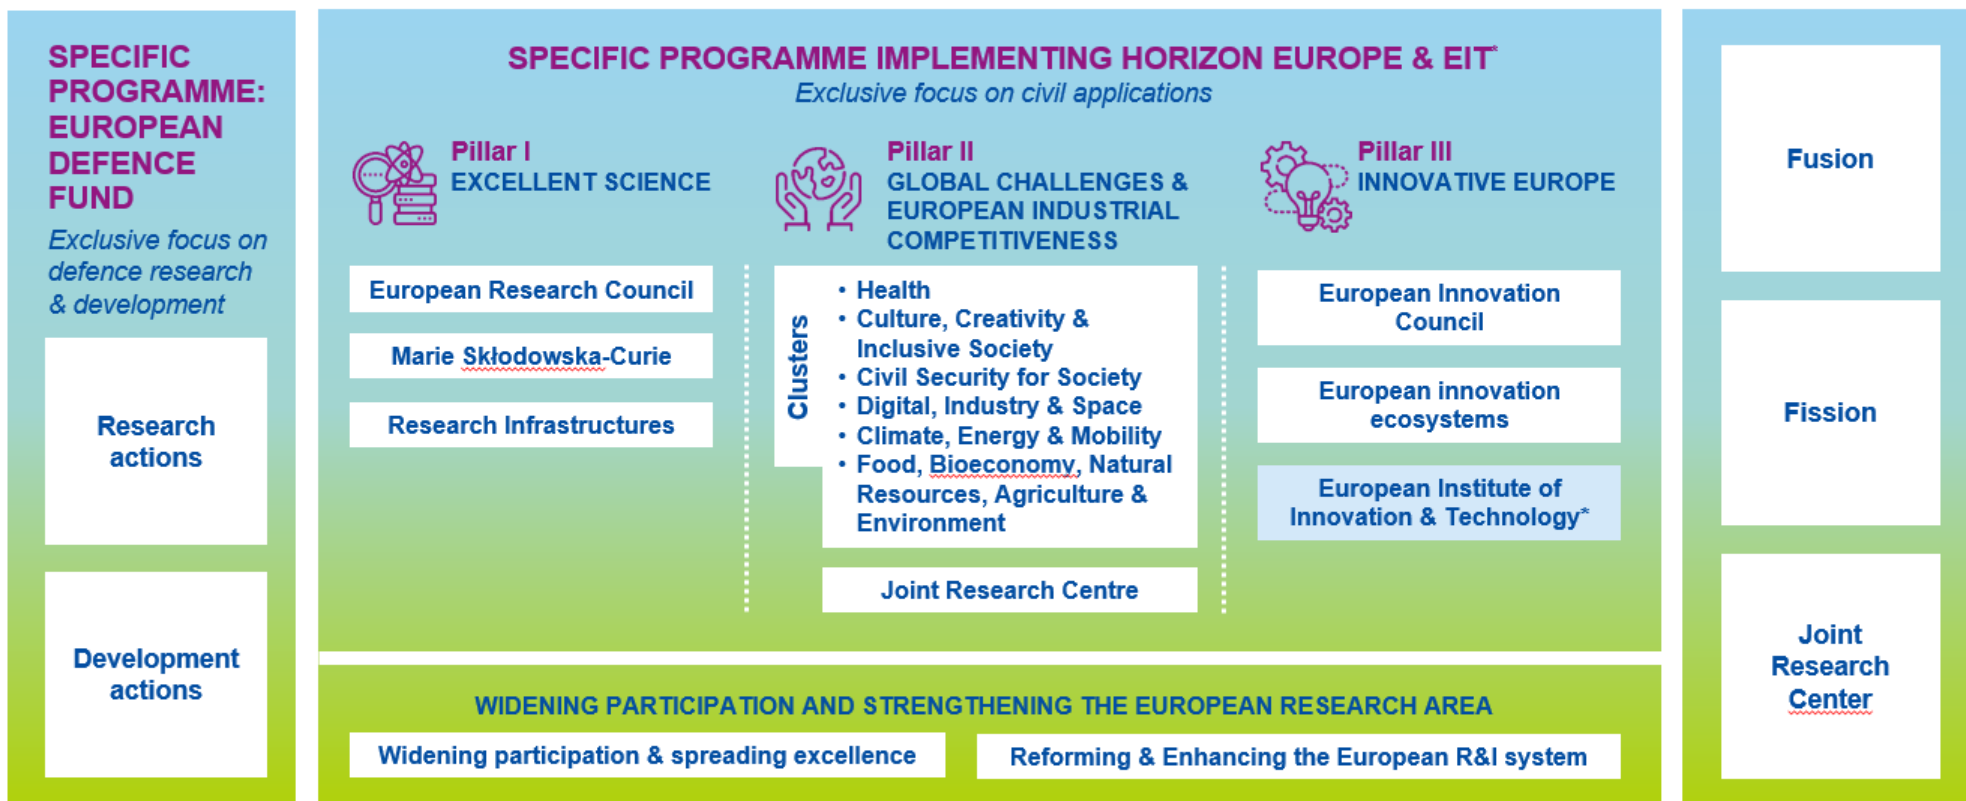 SPECIFIC
PROGRAMME:
EUROPEAN
DEFENCE
FUND
Exclusive focus on
defence research
& development
Research
actions
Development
actions
SPECIFIC PROGRAMME IMPLEMENTING HORIZON EUROPE & EIT*
Exclusive focus on civil applications
Pillar I
EXCELLENT SCIENCE
European Research Council
Marie Skłodowska-Curie
Research Infrastructures
Pillar II
GLOBAL CHALLENGES &
EUROPEAN INDUSTRIAL
COMPETITIVENESS
Clusters
• Health
• Culture, Creativity &
Inclusive Society
• Civil Security for Society
• Digital, Industry & Space
• Climate, Energy & Mobility
• Food, Bioeconomy, Natural
Resources, Agriculture &
Environment
Joint Research Centre
Pillar III
INNOVATIVE EUROPE
European Innovation
Council
European innovation
ecosystems
European Institute of
Innovation & Technology*
WIDENING PARTICIPATION AND STRENGTHENING THE EUROPEAN RESEARCH AREA
Widening participation & spreading excellence
Reforming & Enhancing the European R&I system
Fusion
Fission
Joint
Research
Center